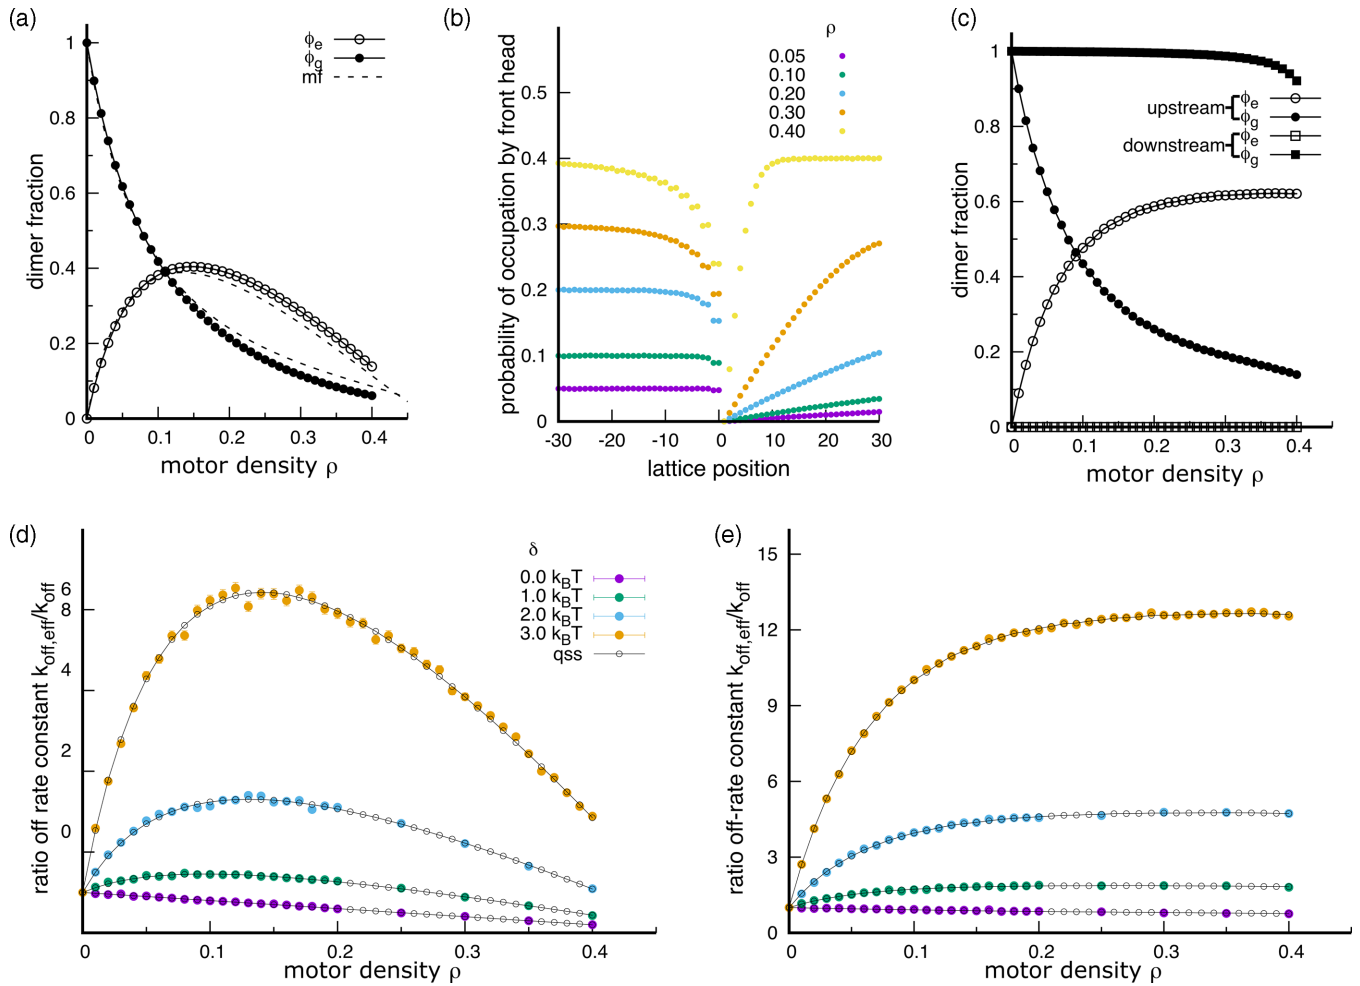 (a)
1
0.8
0.6
0.4
0.2
0
0
0.1
0.2
0.3
0.4
dimer fraction
motor density ρ
ϕe
ϕg
mf
(b)
0.5
0.4
0.3
0.2
0.1
0
-30
-20
-10
0
10
20
30
probability of occupation by front head
lattice position
ρ
0.05
0.10
0.20
0.30
0.40
(c)
1
0.8
0.6
0.4
0.2
0
0
0.1
0.2
0.3
0.4
dimer fraction
motor density ρ
upstream
ϕe
ϕg
downstream
ϕe
ϕg
(d)
6
8
4
2
0
0
0.1
0.2
0.3
0.4
ratio off rate constant koff,eff/koff
motor density ρ
δ
0.0 kBT
1.0 kBT
2.0 kBT
3.0 kBT
qss
(e)
15
12
9
6
3
0
0
0.1
0.2
0.3
0.4
ratio off-rate constant koff,eff/koff
motor density ρ